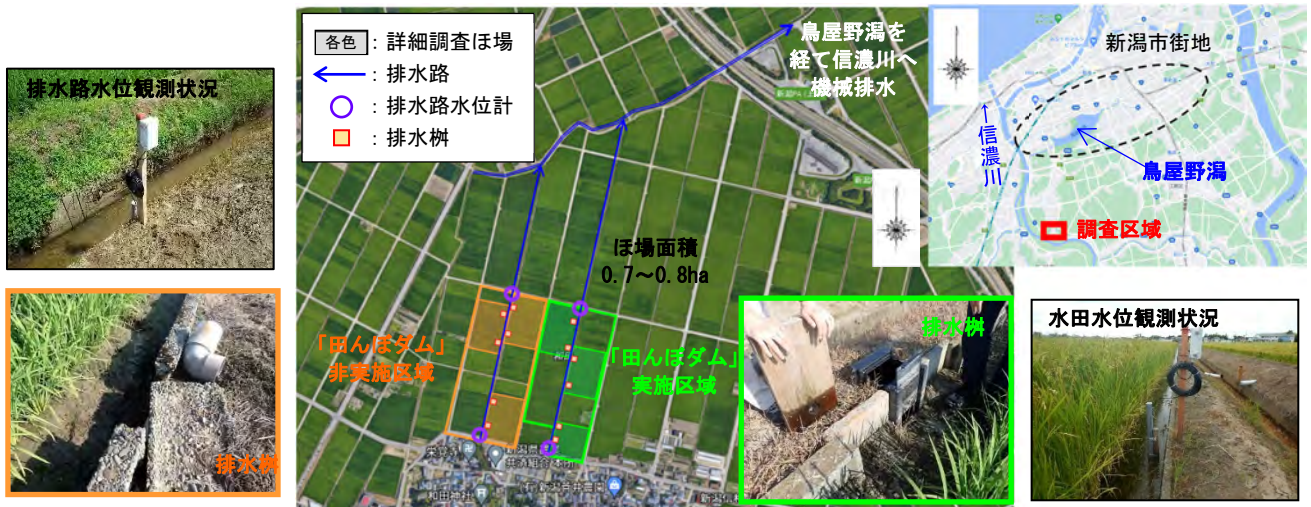 排水路水位観測状況
排水桝
各色：詳細調査ほ場
：排水路
：排水路水位計
：排水桝
鳥屋野潟を
経て信濃川へ
機械排水
ほ場面積
0.7～0.8ha
「田んぼダム」
非実施区域
「田んぼダム」
実施区域
和田神社
排水桝
新潟市街地
←信濃川
鳥屋野潟
調査区域
水田水位観測状況